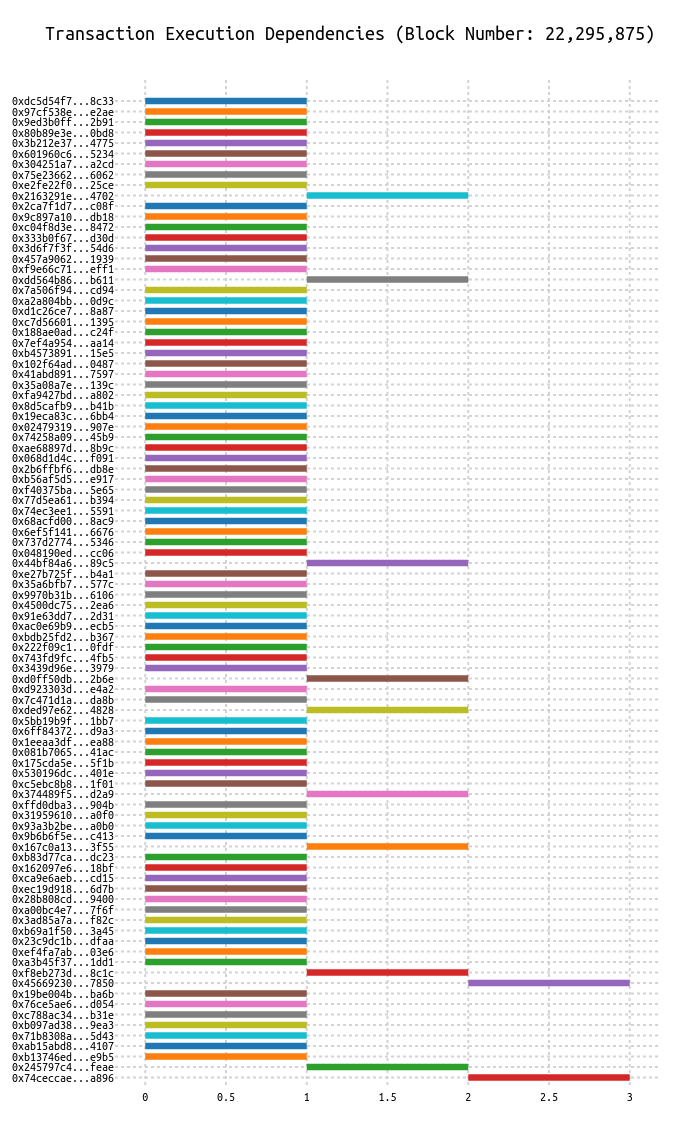 Transaction Execution Dependencies (Block Number: 22,295,875)
0xdc5d54f7...8c33
0x97cf538e...e2ae
0x9ed3b0ff...2b91
0x80b89e3e...0bd8
0x3b212e37...4775
0x601960c6...5234
0x304251a7...a2cd
0x75e23662...6062
0xe2fe22f0...25ce
0x2163291e...4702
0x2ca7f1d7...c08f
0x9c897a10...db18
0xc04f8d3e...8472
0x333b0f67...d30d
0x3d6f7f3f...54d6
0x457a9062...1939
0xf9e66c71...eff1
0xdd564b86...b611
0x7a506f94...cd94
0xa2a804bb...0d9c
0xd1c26ce7...8a87
0xc7d56601...1395
0x188ae0ad...c24f
0x7ef4a954...aa14
0xb4573891...15e5
0x102f64ad...0487
0x41abd891...7597
0x35a08a7e...139c
0xfa9427bd...a802
0x8d5cafb9...b41b
0x19eca83c...6bb4
0x02479319...907e
0x74258a09...45b9
0xae68897d...8b9c
0x068d1d4c...f091
0x2b6ffbf6...db8e
0xb56af5d5...e917
0xf40375ba...5e65
0x77d5ea61...b394
0x74ec3ee1...5591
0x68acfd00...8ac9
0x6ef5f141...6676
0x737d2774...5346
0x048190ed...cc06
0x44bf84a6...89c5
0xe27b725f...b4a1
0x35a6bfb7...577c
0x9970b31b...6106
0x4500dc75...2ea6
0x91e63dd7...2d31
0xac0e69b9...ecb5
0xbdb25fd2...b367
0x222f09c1...0fdf
0x743fd9fc...4fb5
0x3439d96e...3979
0xd0ff50db...2b6e
0xd923303d...e4a2
0x7c471d1a...da8b
0xded97e62...4828
0x5bb19b9f...1bb7
0x6ff84372...d9a3
0x1eeaa3df...ea88
0x081b7065...41ac
0x175cda5e...5f1b
0x530196dc...401e
0xc5ebc8b8...1f01
0x374489f5...d2a9
0xffd0dba3...904b
0x31959610...a0f0
0x93a3b2be...a0b0
0x9b6b6f5e...c413
0x167c0a13...3f55
0xb83d77ca...dc23
0x162097e6...18bf
0xca9e6aeb...cd15
0xec19d918...6d7b
0x28b808cd...9400
0xa00bc4e7...7f6f
0x3ad85a7a...f82c
0xb69a1f50...3a45
0x23c9dc1b...dfaa
0xef4fa7ab...03e6
0xa3b45f37...1dd1
0xf8eb273d...8c1c
0x45669230...7850
0x19be004b...ba6b
0x76ce5ae6...d054
0xc788ac34...b31e
0xb097ad38...9ea3
0x71b8308a...5d43
0xab15abd8...4107
0xb13746ed...e9b5
0x245797c4...feae
0x74ceccae...a896
0 0.5 1 1.5 2 2.5 3